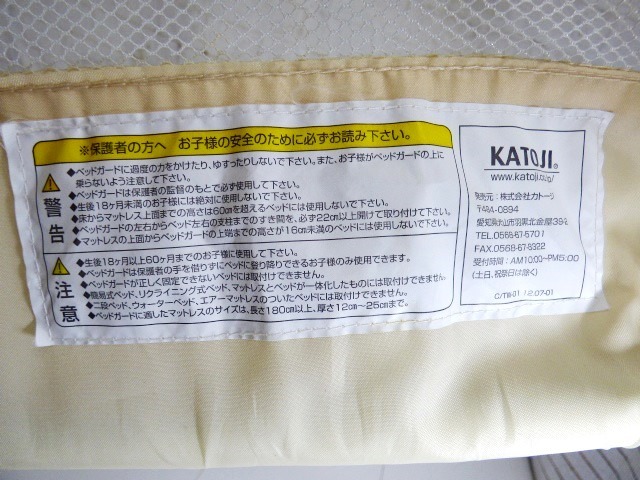 ※保護者の方へ お子様の安全のために必ずお読み下さい。
警告
◆ベッドガードに過度の力をかけたり、ゆすったりしないで下さい。また、お子様がベッドガードの上に
乗らないよう注意して下さい。
◆ベッドガードは保護者の監督のもとで必ず使用して下さい。
◆生後18ヶ月未満のお子様には絶対に使用しないで下さい。
◆床からマットレス上面までの高さは60cmを超えるベッドには使用しないで下さい。
◆ベッドガードの左右からベッド左右の支柱までのすき間を、必ず22cm以上開けて取り付けて下さい。
◆マットレスの上面からベッドガードの上端までの高さが16cm未満のベッドには使用しないで下さい。
注意
◆生後18ヶ月以上60ヶ月までのお子様に使用して下さい。
◆ベッドガードは保護者の手を借りずにベッドに登り降りできるお子様でのみ使用できます。
◆ベッドガードが正しく固定できないベッドには取付けできません。
◆簡易式ベッド、リクライニング式ベッド、マットレスとベッドが一体化したものには取付けできません。
◆二段ベッド、ウォーターベッド、エアーマットレスのついたベッドには取付けできません。
◆ベッドガードに適したマットレスのサイズは、長さ180cm以上、厚さ12cm~25cmまで。
KATOJI®
www.katoji.co.jp/
発売元:株式会社カトージ
〒484-0894
愛知県犬山市羽黒北金屋39-2
TEL.0568-67-5701
FAX.0568-67-8322
受付時間:AM10:00~PM5:00
(土日、祝祭日は除く)